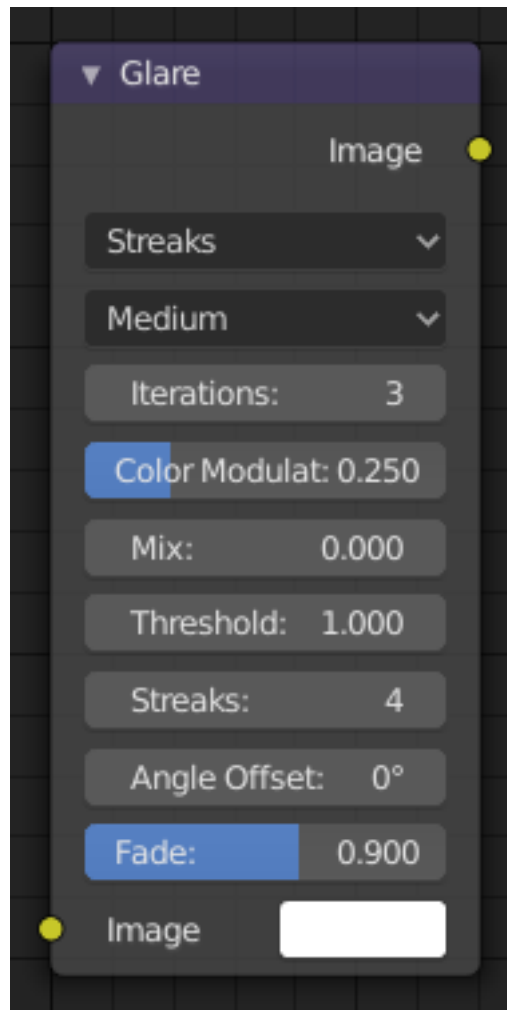 Glare
Image
Streaks
Medium
Iterations: 3
Color Modulat: 0.250
Mix: 0.000
Threshold: 1.000
Streaks: 4
Angle Offset: 0°
Fade: 0.900
Image